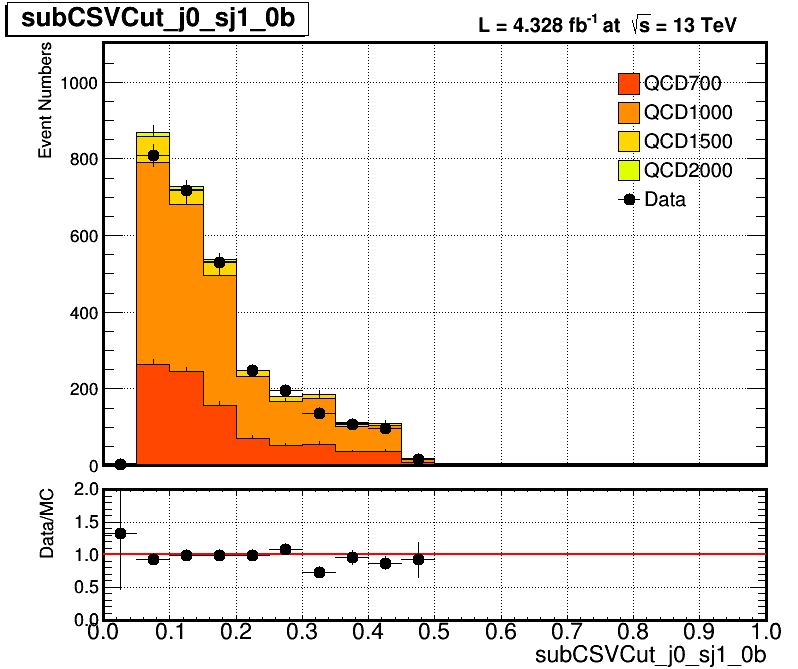 subCSVCut_j0_sj1_0b
L = 4.328 fb⁻¹ at √s = 13 TeV
Event Numbers
1000
800
600
400
200
0
QCD700
QCD1000
QCD1500
QCD2000
Data
Data/MC
2.0
1.5
1.0
0.5
0.0
0.0 0.1 0.2 0.3 0.4 0.5 0.6 0.7 0.8 0.9 1.0
subCSVCut_j0_sj1_0b